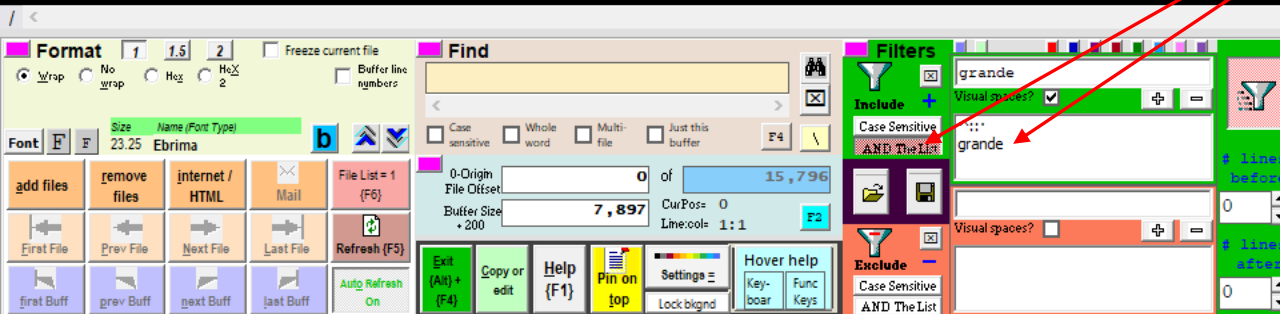 / <
Format 1 1.5 2 Freeze current file
Wrap No wrap Hex HeX 2 Buffer line numbers
Size Name (Font Type)
Font F F 23.25 Ebrima b
add files remove files internet / HTML Mail File List = 1 {F6}
First File Prev File Next File Last File Refresh {F5}
first Buff prev Buff next Buff last Buff Auto Refresh On
Find
< >
Case sensitive Whole word Multi-file Just this buffer F4 \
0-Origin File Offset 0 of 15,796
Buffer Size + 200 7,897 CurPos= 0
Line:col= 1:1 F2
Exit {Alt} + {F4} Copy or edit Help {F1} Pin on top Settings = Lock bkgnd
Hover help
Key-boar Func Keys
Filters
Include +
Case Sensitive
AND The List
grande
Visual spaces? + -
grande
Exclude -
Case Sensitive
AND The List
Visual spaces? + -
# line
before
0
# line
after
0